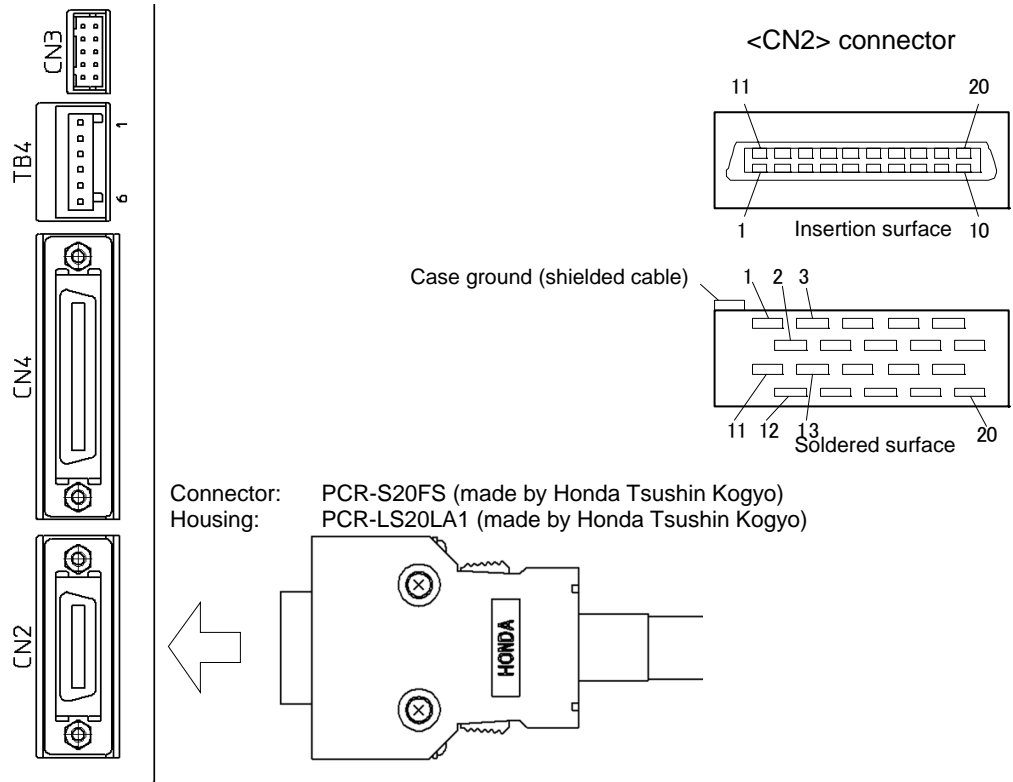 CN3
TB4
1
6
CN4
CN2
<CN2> connector
11 20
1 Insertion surface 10
Case ground (shielded cable) 1 2 3
11 12 13 20
Soldered surface
Connector: PCR-S20FS (made by Honda Tsushin Kogyo)
Housing: PCR-LS20LA1 (made by Honda Tsushin Kogyo)
HONDA